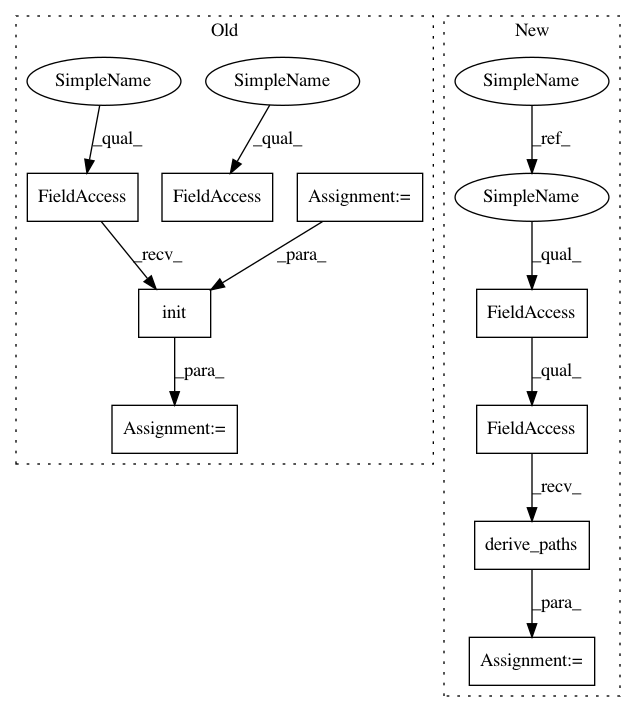 Old
New
SimpleName
SimpleName
SimpleName
_qual_
_qual_
_ref_
FieldAccess
FieldAccess
Assignment:=
SimpleName
_recv_
_para_
_qual_
init
FieldAccess
_para_
_qual_
Assignment:=
FieldAccess
_recv_
derive_paths
_para_
Assignment:=